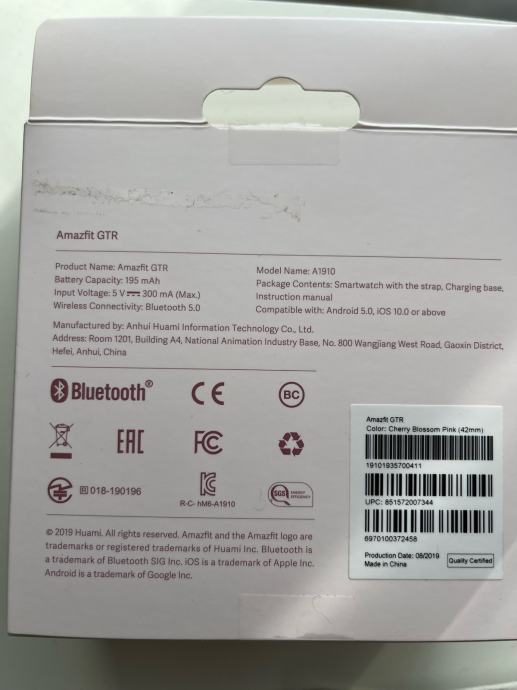 Amazfit GTR
Product Name: Amazfit GTR
Battery Capacity: 195 mAh
Input Voltage: 5 V⎓300 mA (Max.)
Wireless Connectivity: Bluetooth 5.0
Model Name: A1910
Package Contents: Smartwatch with the strap, Charging base,
Instruction manual
Compatible with: Android 5.0, iOS 10.0 or above
Manufactured by: Anhui Huami Information Technology Co., Ltd.
Address: Room 1201, Building A4, National Animation Industry Base, No. 800 Wangjiang West Road, Gaoxin District,
Hefei, Anhui, China
Bluetooth®
CE
BC
EAC
FC
R 018-190196
R-C- hM6-A1910
SGS ENERGY EFFICIENCY
© 2019 Huami. All rights reserved. Amazfit and the Amazfit logo are
trademarks or registered trademarks of Huami Inc. Bluetooth is
a trademark of Bluetooth SIG Inc. iOS is a trademark of Apple Inc.
Android is a trademark of Google Inc.
Amazfit GTR
Color: Cherry Blossom Pink (42mm)
19101935700411
UPC: 851572007344
6970100372458
Production Date: 08/2019
Made in China
Quality Certified